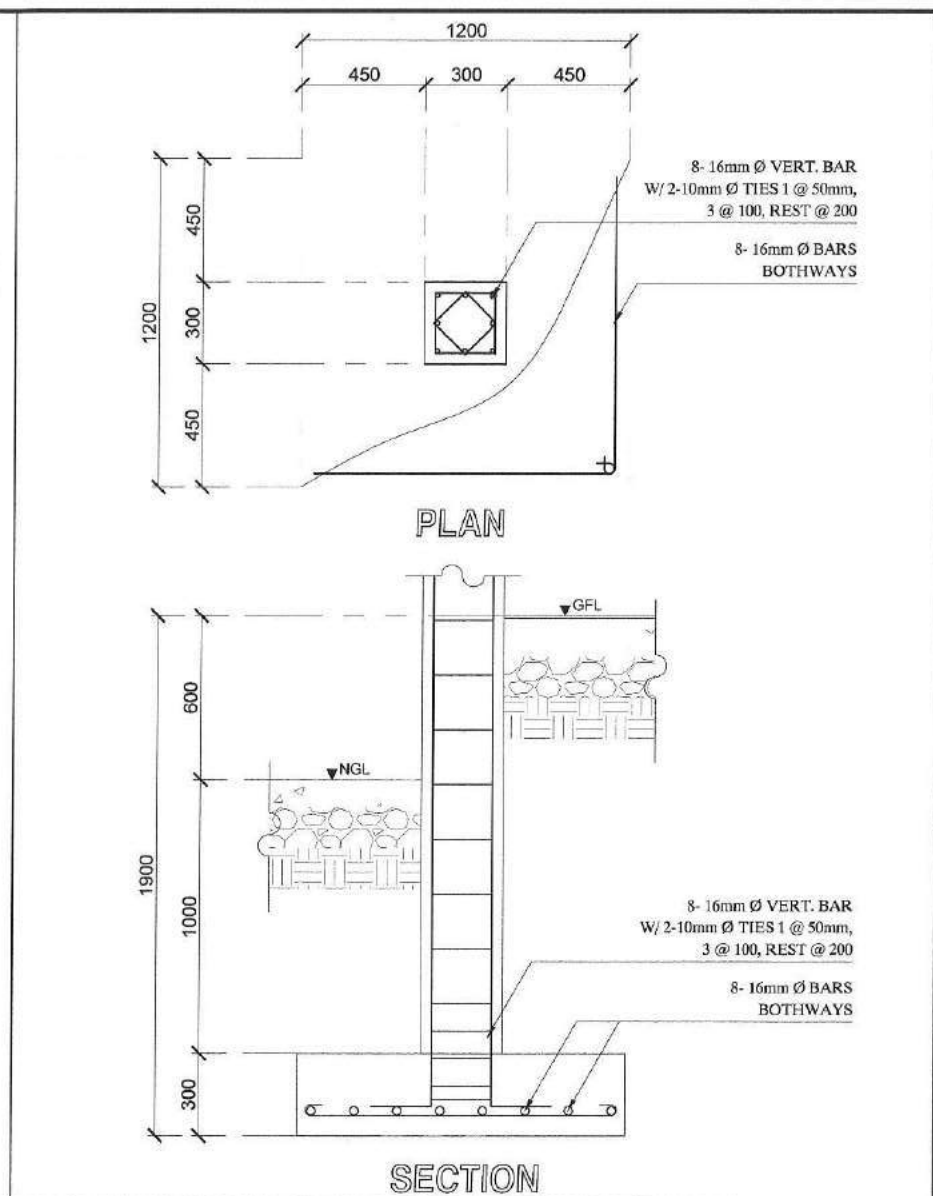 1200
450 300 450
8- 16mm Ø VERT. BAR
W/ 2-10mm Ø TIES 1 @ 50mm,
3 @ 100, REST @ 200
8- 16mm Ø BARS
BOTHWAYS
450
1200
300
450
PLAN
GFL
600
NGL
1900
1000
8- 16mm Ø VERT. BAR
W/ 2-10mm Ø TIES 1 @ 50mm,
3 @ 100, REST @ 200
8- 16mm Ø BARS
BOTHWAYS
300
SECTION